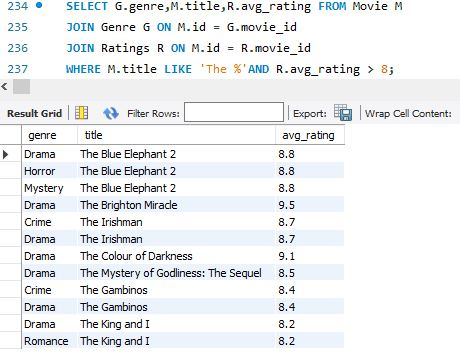 234 SELECT G.genre,M.title,R.avg_rating FROM Movie M
235 JOIN Genre G ON M.id = G.movie_id
236 JOIN Ratings R ON M.id = R.movie_id
237 WHERE M.title LIKE 'The %'AND R.avg_rating > 8;
Result Grid Filter Rows: Export: Wrap Cell Content:
genre title avg_rating
Drama The Blue Elephant 2 8.8
Horror The Blue Elephant 2 8.8
Mystery The Blue Elephant 2 8.8
Drama The Brighton Miracle 9.5
Crime The Irishman 8.7
Drama The Irishman 8.7
Drama The Colour of Darkness 9.1
Drama The Mystery of Godliness: The Sequel 8.5
Crime The Gambinos 8.4
Drama The Gambinos 8.4
Drama The King and I 8.2
Romance The King and I 8.2